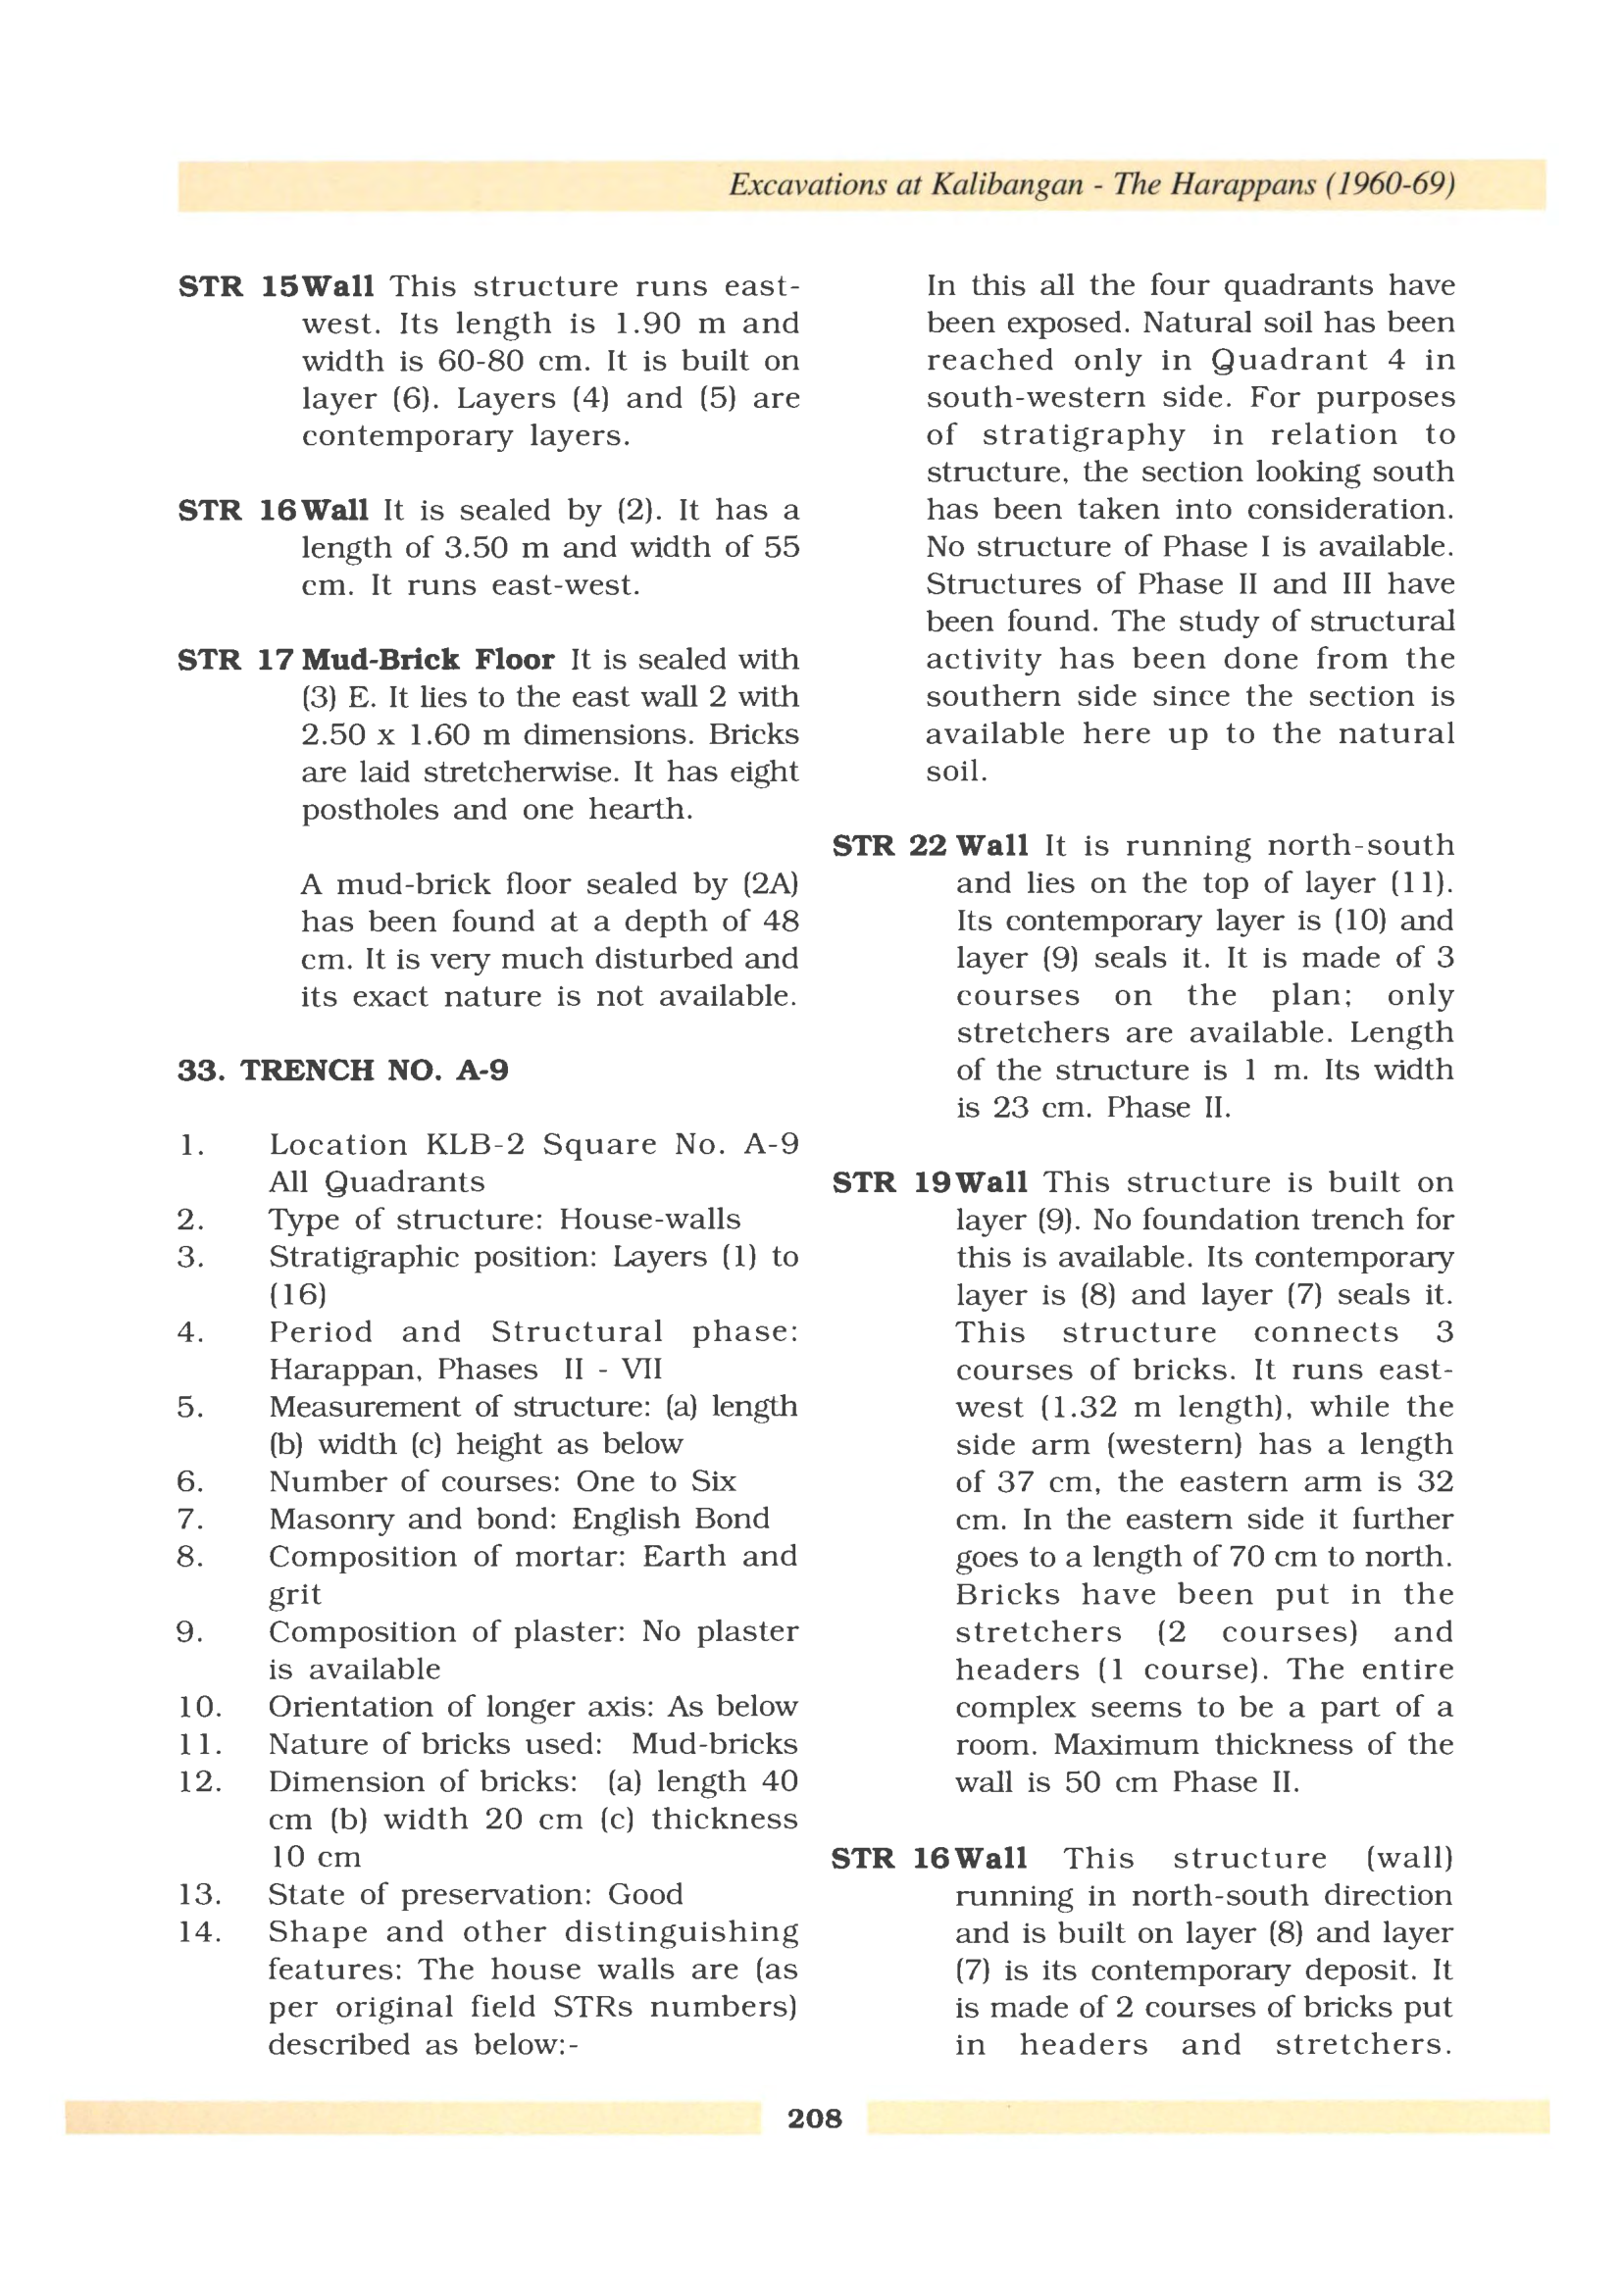 Excavations at Kalibangan - The Harappans (1960-69)
STR 15 Wall This structure runs east-
west. Its length is 1.90 m and
width is 60-80 cm. It is built on
layer (6). Layers (4) and (5) are
contemporary layers.
STR 16 Wall It is sealed by (2). It has a
length of 3.50 m and width of 55
cm. It runs east-west.
STR 17 Mud-Brick Floor It is sealed with
(3) E. It lies to the east wall 2 with
2.50 x 1.60 m dimensions. Bricks
are laid stretcherwise. It has eight
postholes and one hearth.
A mud-brick floor sealed by (2A)
has been found at a depth of 48
cm. It is very much disturbed and
its exact nature is not available.
33. TRENCH NO. A-9
1. Location KLB-2 Square No. A-9
All Quadrants
2. Type of structure: House-walls
3. Stratigraphic position: Layers (1) to
(16)
4. Period and Structural phase:
Harappan, Phases II - VII
5. Measurement of structure: (a) length
(b) width (c) height as below
6. Number of courses: One to Six
7. Masonry and bond: English Bond
8. Composition of mortar: Earth and
grit
9. Composition of plaster: No plaster
is available
10. Orientation of longer axis: As below
11. Nature of bricks used: Mud-bricks
12. Dimension of bricks: (a) length 40
cm (b) width 20 cm (c) thickness
10 cm
13. State of preservation: Good
14. Shape and other distinguishing
features: The house walls are (as
per original field STRs numbers)
described as below:-
In this all the four quadrants have
been exposed. Natural soil has been
reached only in Quadrant 4 in
south-western side. For purposes
of stratigraphy in relation to
structure, the section looking south
has been taken into consideration.
No structure of Phase I is available.
Structures of Phase II and III have
been found. The study of structural
activity has been done from the
southern side since the section is
available here up to the natural
soil.
STR 22 Wall It is running north-south
and lies on the top of layer (11).
Its contemporary layer is (10) and
layer (9) seals it. It is made of 3
courses on the plan; only
stretchers are available. Length
of the structure is 1 m. Its width
is 23 cm. Phase II.
STR 19 Wall This structure is built on
layer (9). No foundation trench for
this is available. Its contemporary
layer is (8) and layer (7) seals it.
This structure connects 3
courses of bricks. It runs east-
west (1.32 m length), while the
side arm (western) has a length
of 37 cm, the eastern arm is 32
cm. In the eastern side it further
goes to a length of 70 cm to north.
Bricks have been put in the
stretchers (2 courses) and
headers (1 course). The entire
complex seems to be a part of a
room. Maximum thickness of the
wall is 50 cm Phase II.
STR 16 Wall This structure (wall)
running in north-south direction
and is built on layer (8) and layer
(7) is its contemporary deposit. It
is made of 2 courses of bricks put
in headers and stretchers.
208